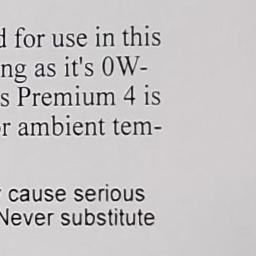 for use in this
ng as it's 0W-
s Premium 4 is
r ambient tem-
cause serious
Never substitute